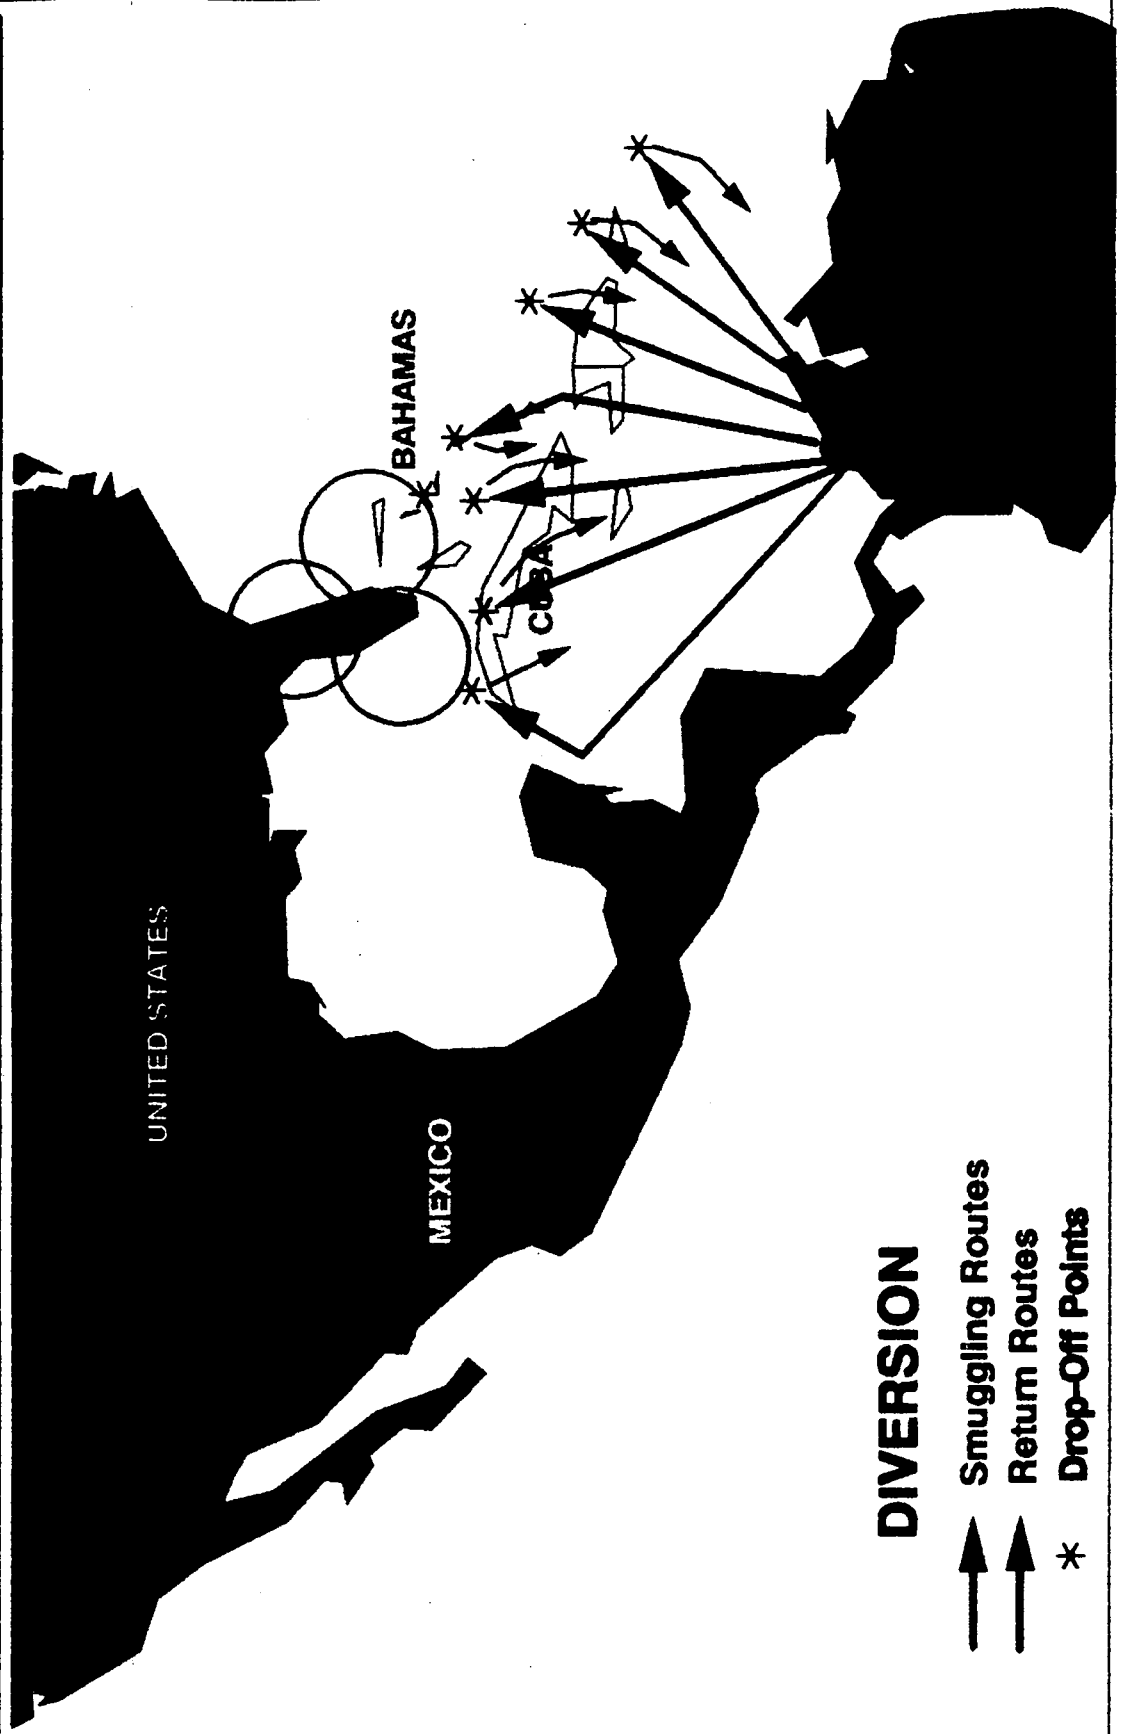 UNITED STATES
BAHAMAS
MEXICO
CUBA
DIVERSION
Smuggling Routes
Return Routes
* Drop-Off Points